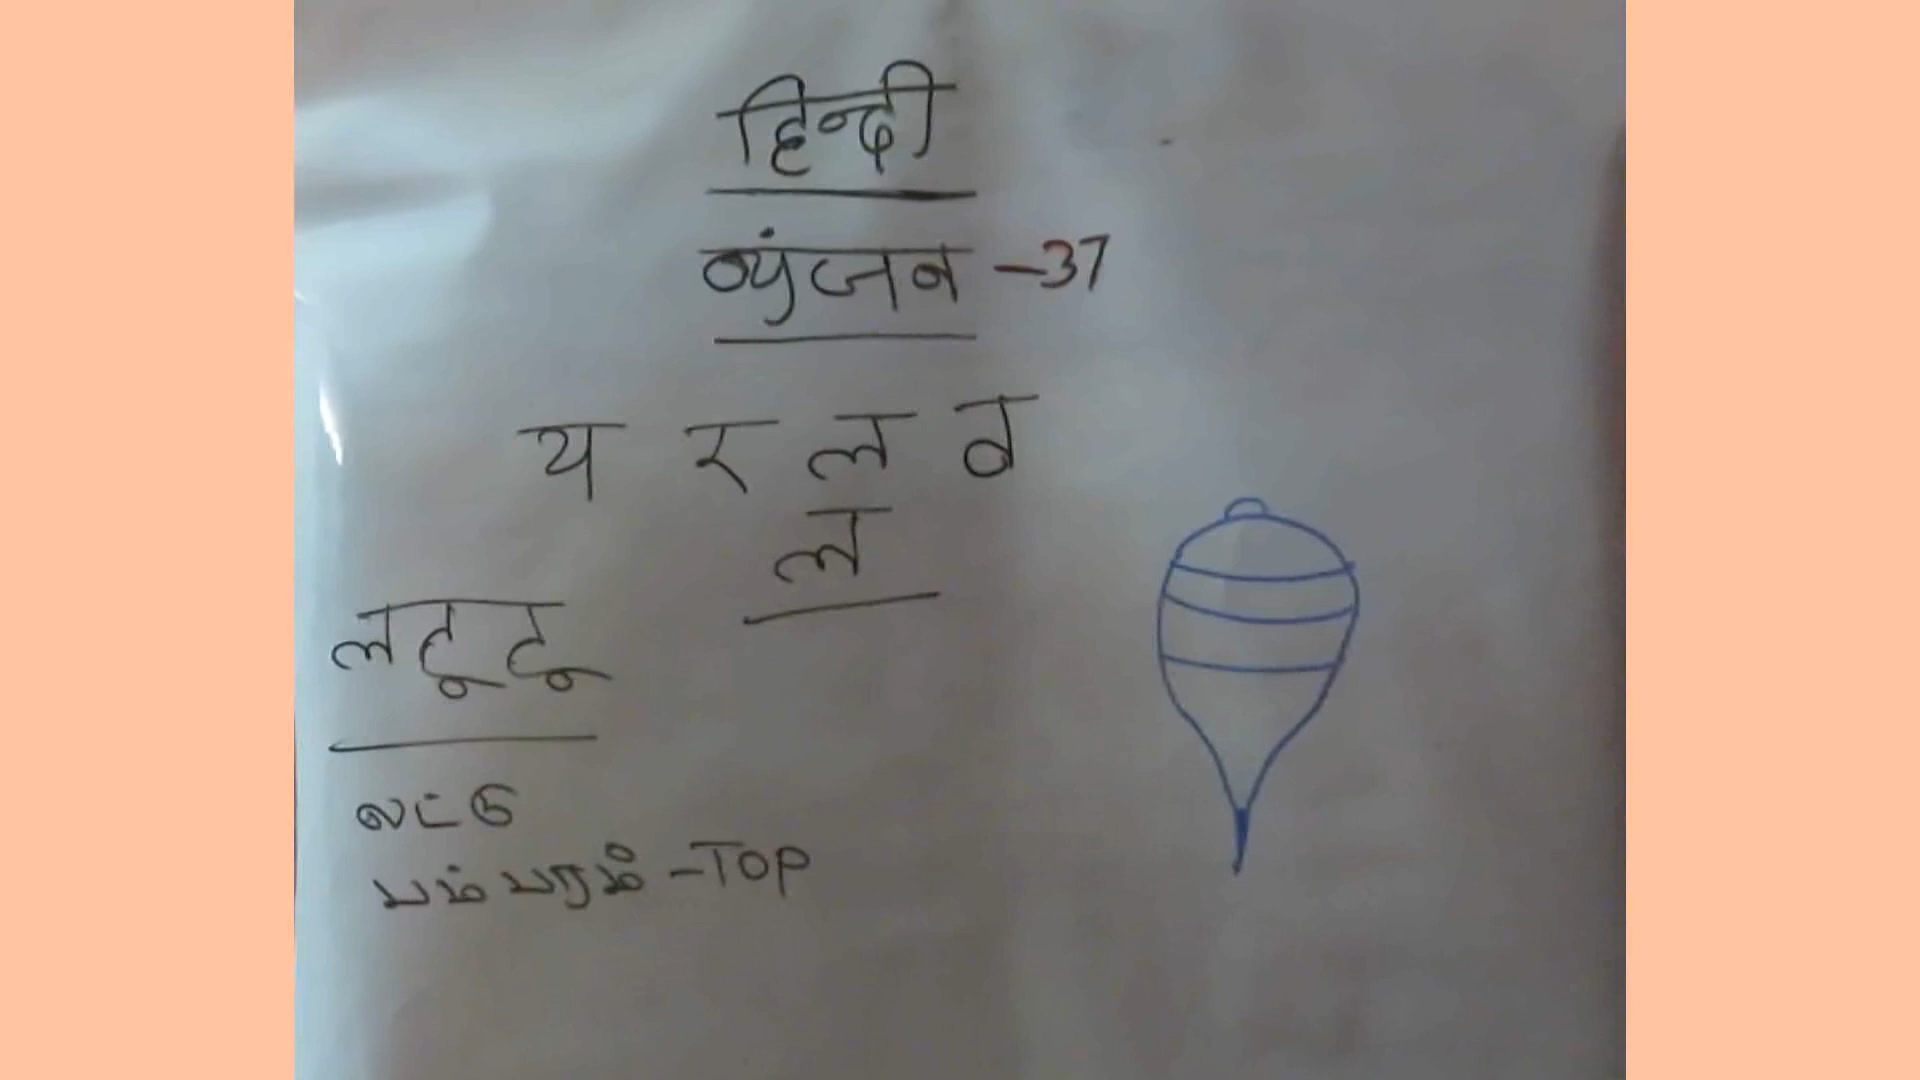 हिन्दी
व्यंजन -37
य र ल व
ल
लटूटू
லட்டு
பம்பரம் -TOP